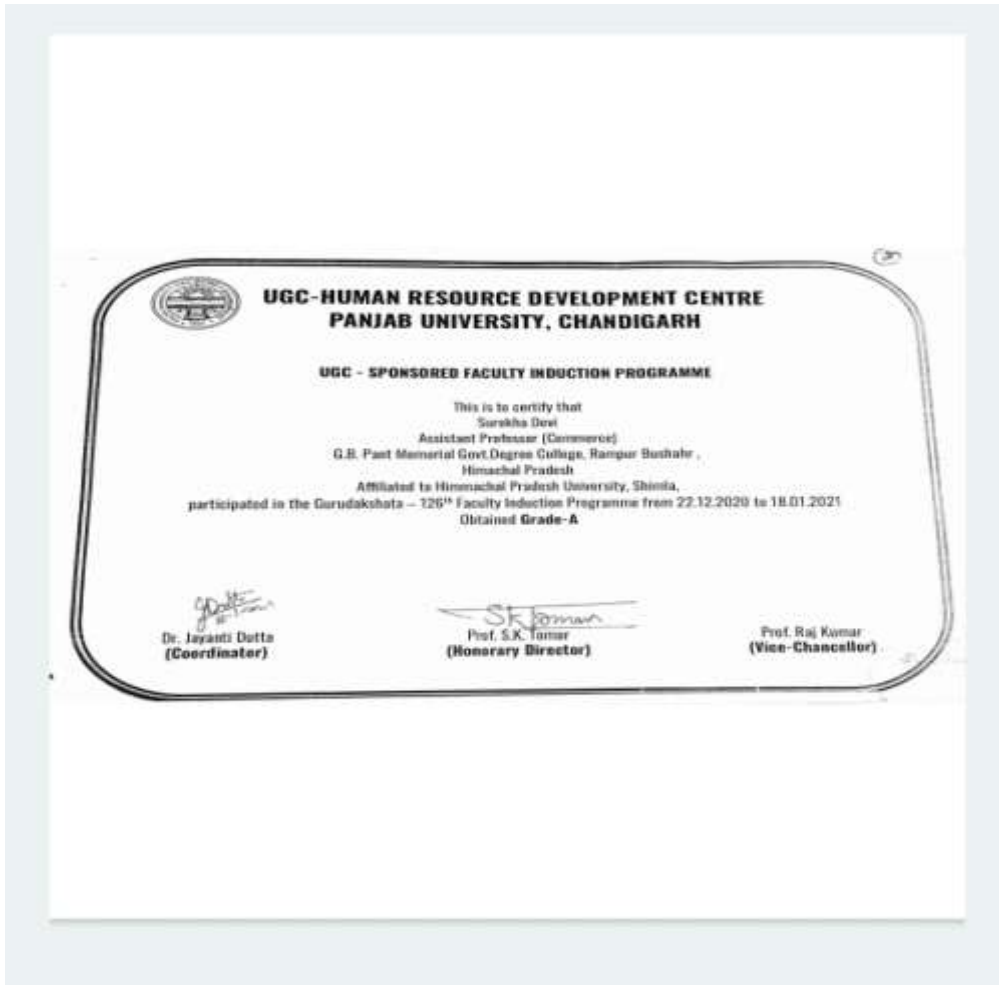 UGC-HUMAN RESOURCE DEVELOPMENT CENTRE
PANJAB UNIVERSITY, CHANDIGARH
UGC - SPONSORED FACULTY INDUCTION PROGRAMME
This is to certify that
Surekha Devi
Assistant Professor (Commerce)
G.B. Pant Memorial Govt.Degree College, Rampur Bushahr ,
Himachal Pradesh
Affiliated to Himmachal Pradesh University, Shimla,
participated in the Gurudakshata – 126th Faculty Induction Programme from 22.12.2020 to 18.01.2021
Obtained Grade-A
SKTomar
Dr. Jayanti Dutta
Prof. S.K. Tomar
Prof. Raj Kumar
(Coordinator)
(Honorary Director)
(Vice-Chancellor)